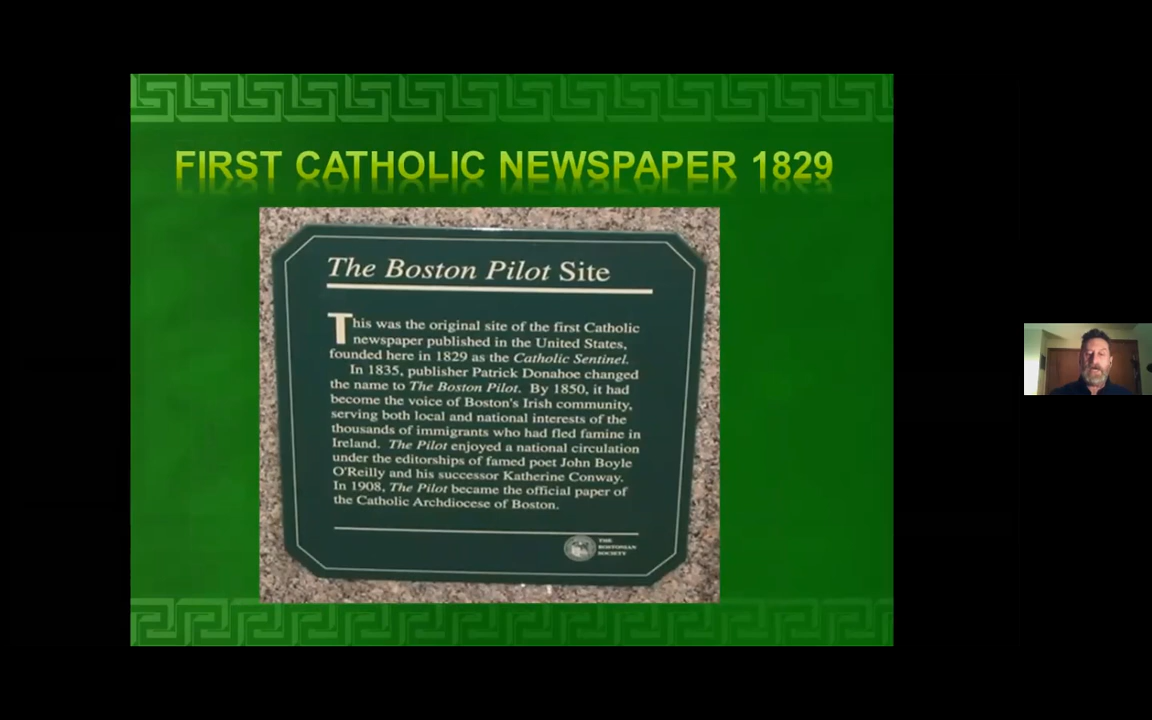 FIRST CATHOLIC NEWSPAPER 1829
The Boston Pilot Site
This was the original site of the first Catholic
newspaper published in the United States,
founded here in 1829 as the Catholic Sentinel.
In 1835, publisher Patrick Donahoe changed
the name to The Boston Pilot. By 1850, it had
become the voice of Boston's Irish community,
serving both local and national interests of the
thousands of immigrants who had fled famine in
Ireland. The Pilot enjoyed a national circulation
under the editorships of famed poet John Boyle
O'Reilly and his successor Katherine Conway.
In 1908, The Pilot became the official paper of
the Catholic Archdiocese of Boston.
THE
BOSTONIAN
SOCIETY